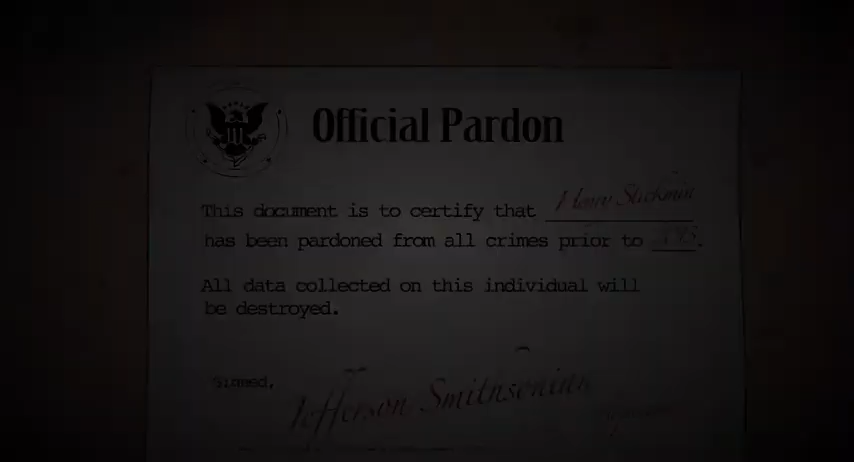 Official Pardon
This document is to certify that Henry Stickmin
has been pardoned from all crimes prior to
All data collected on this individual will
be destroyed.
Signed,
Jefferson Smithsonian